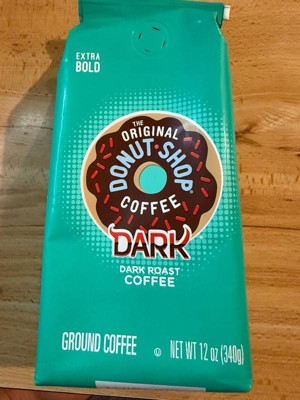 EXTRA
BOLD
THE
ORIGINAL
DONUT·SHOP®
COFFEE
DARK
DARK ROAST
COFFEE
GROUND COFFEE
U NET WT 12 oz (340g)